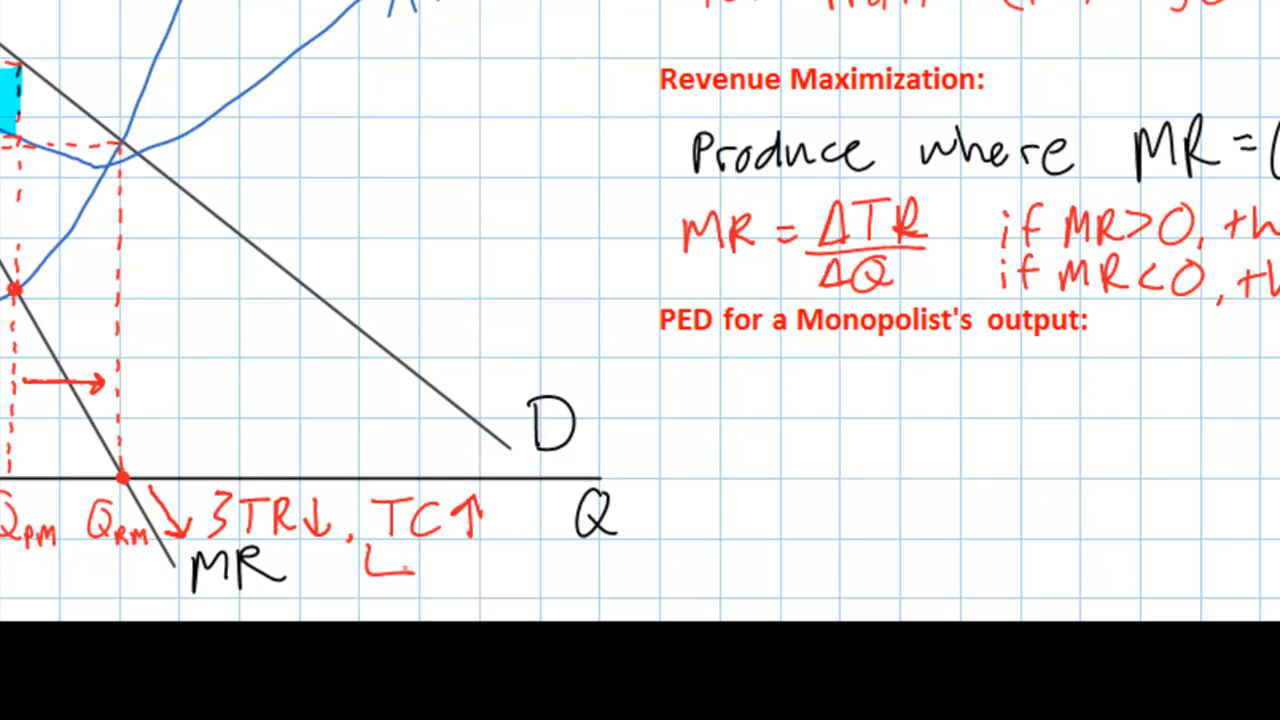 Revenue Maximization:
Produce where MR =
MR = ΔTR / ΔQ if MR>0, th
if MR<0, th
PED for a Monopolist's output:
D
QPM QRM ↘ } TR↓, TC↑ Q
MR